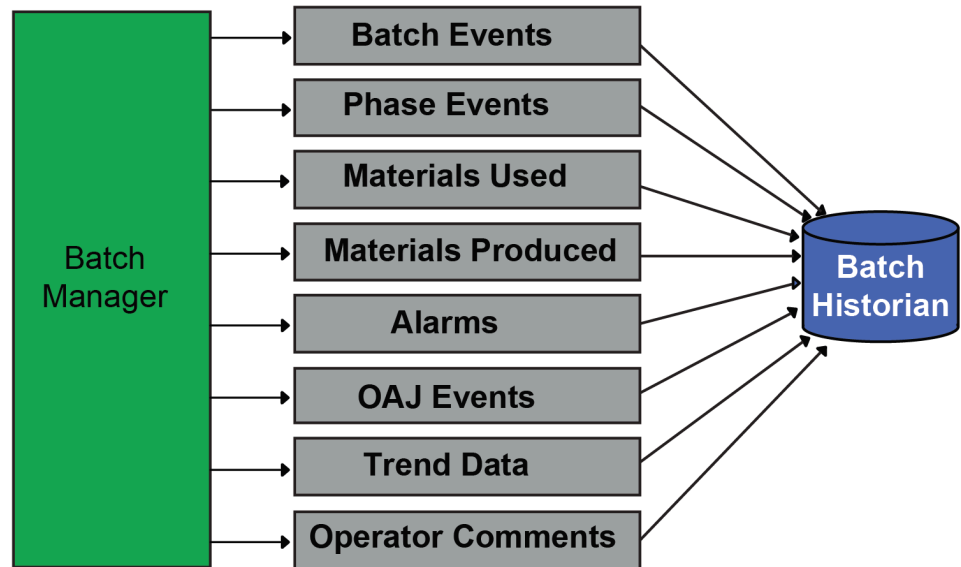 Batch
Manager
Batch Events
Phase Events
Materials Used
Materials Produced
Alarms
OAJ Events
Trend Data
Operator Comments
Batch
Historian